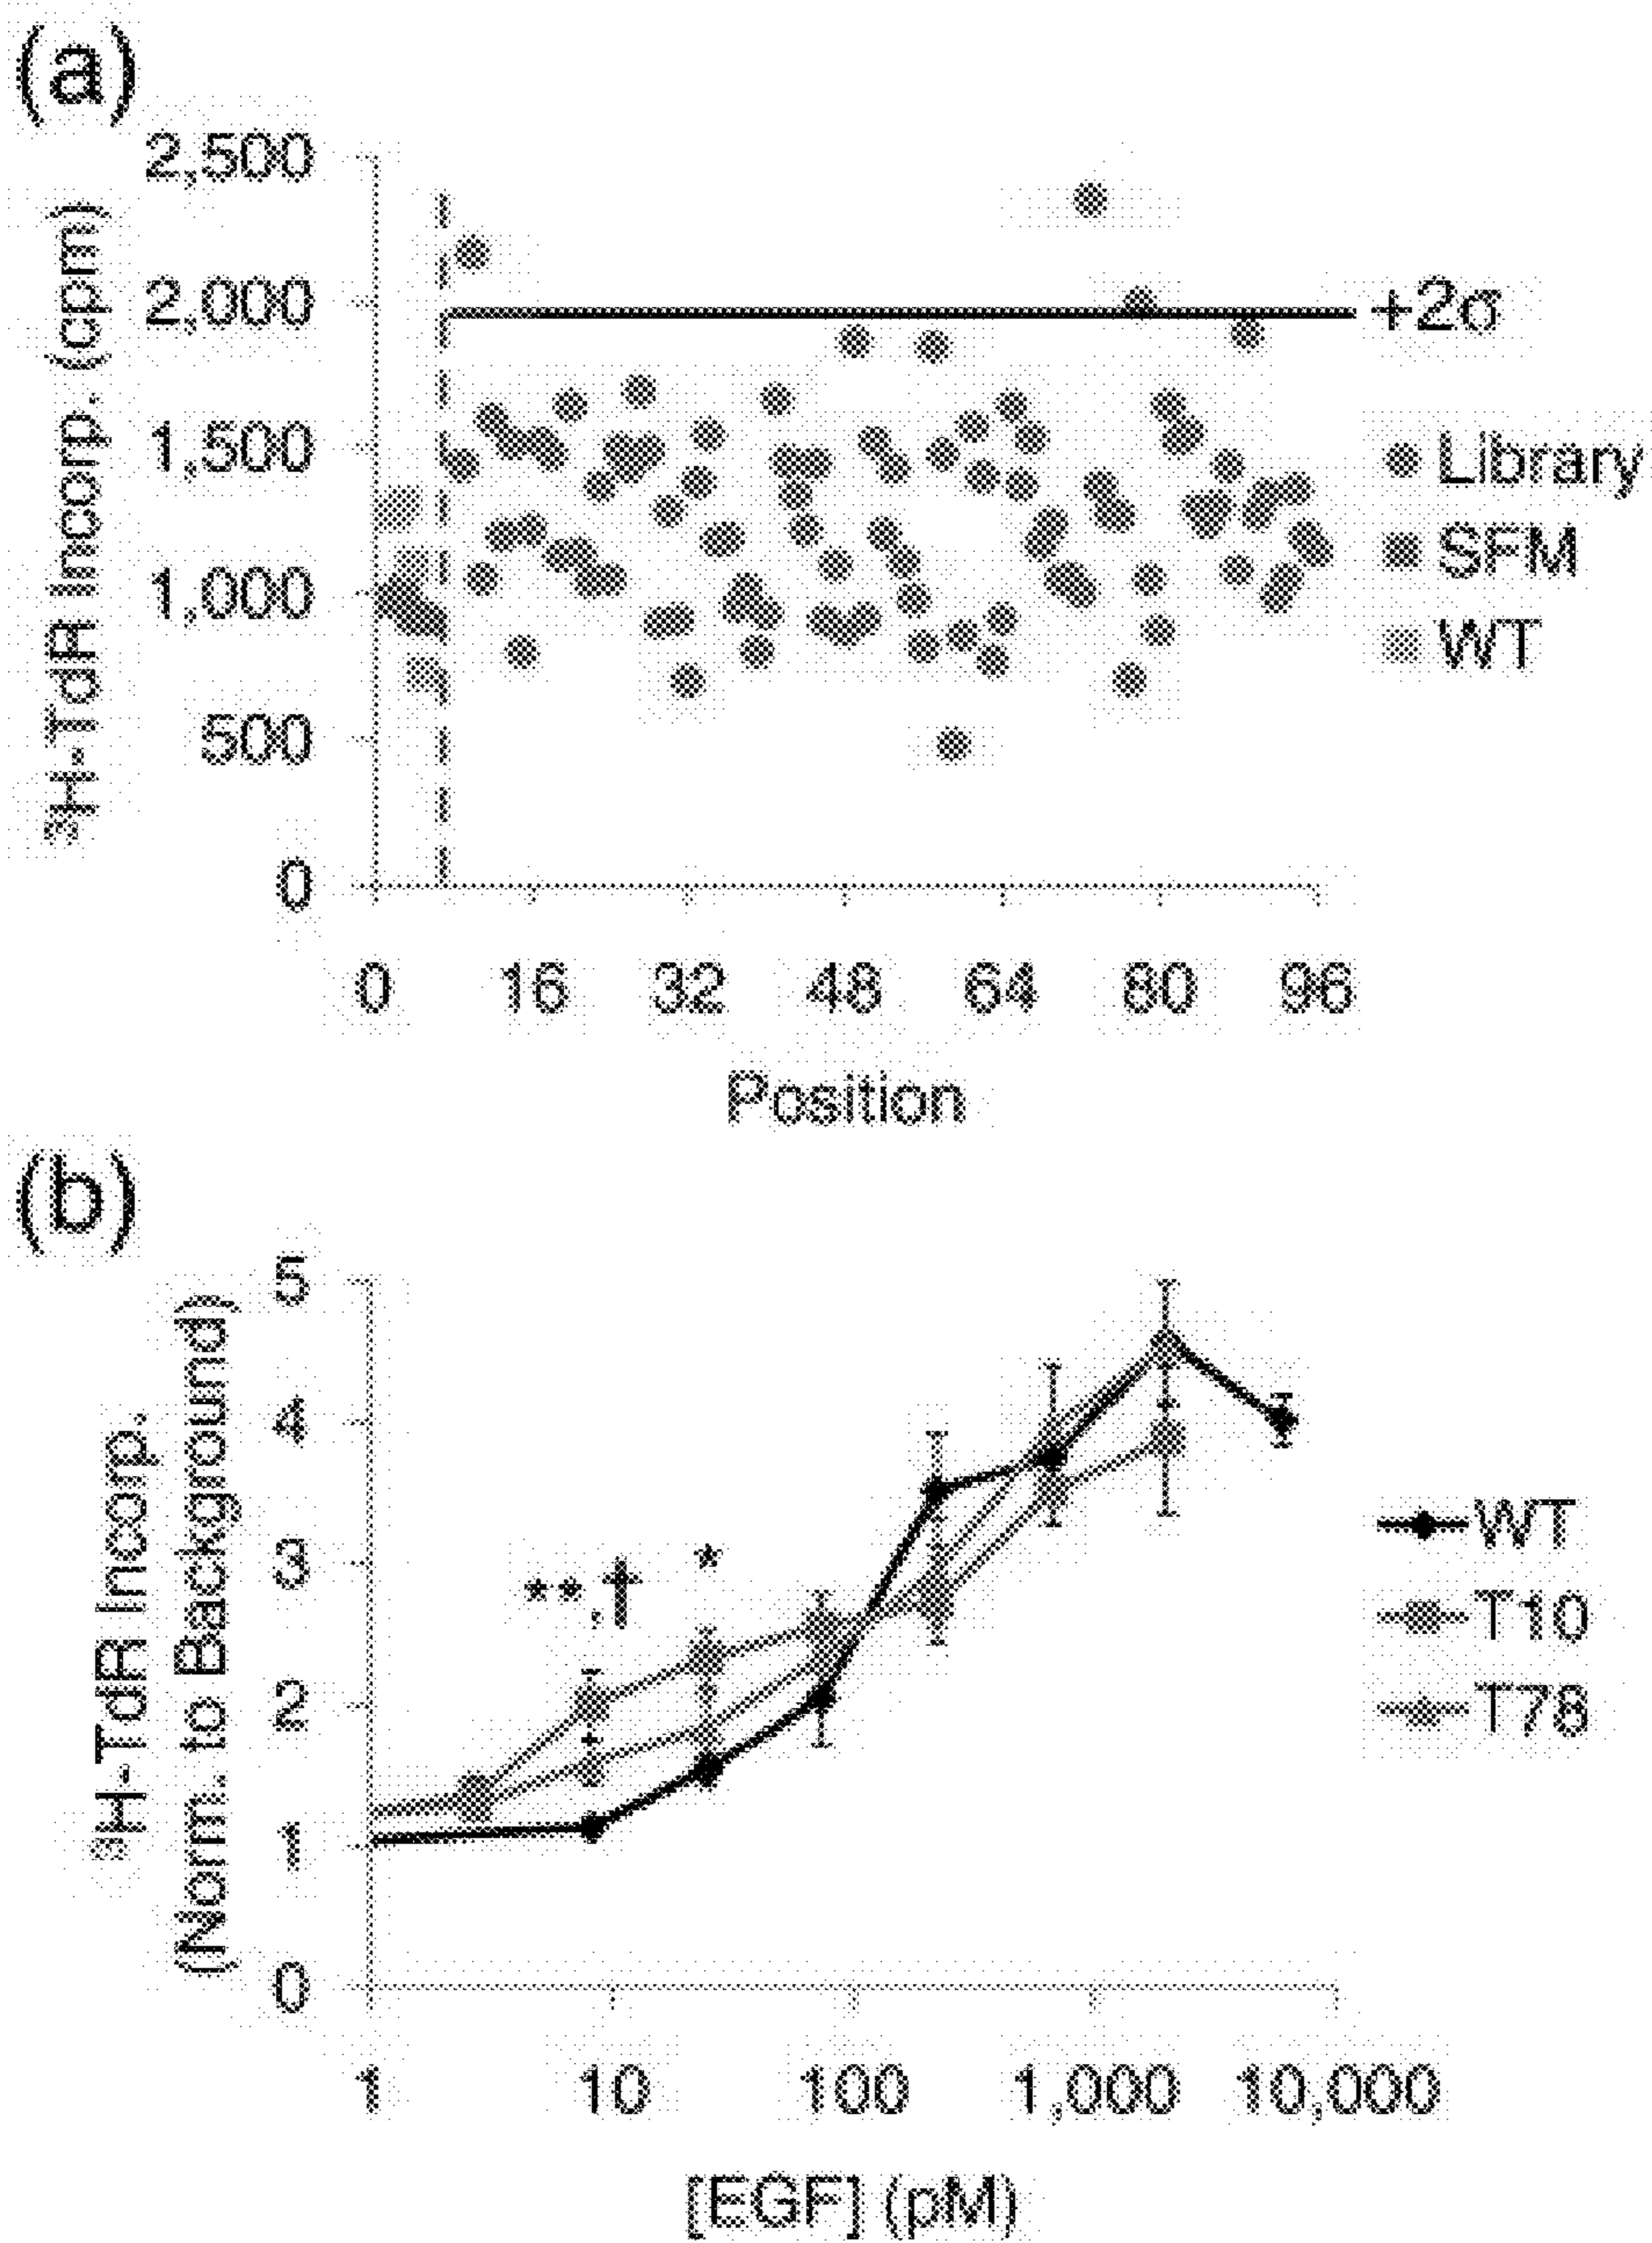 (a)
³H-TdR Incorp. (cpm)
2,500
2,000
1,500
1,000
500
0
+2σ
Library
SFM
WT
0 16 32 48 64 80 96
Position
(b)
³H-TdR Incorp.
(Norm. to Background)
5
4
3
2
1
0
**,† *
WT
T10
T78
1 10 100 1,000 10,000
[EGF] (pM)